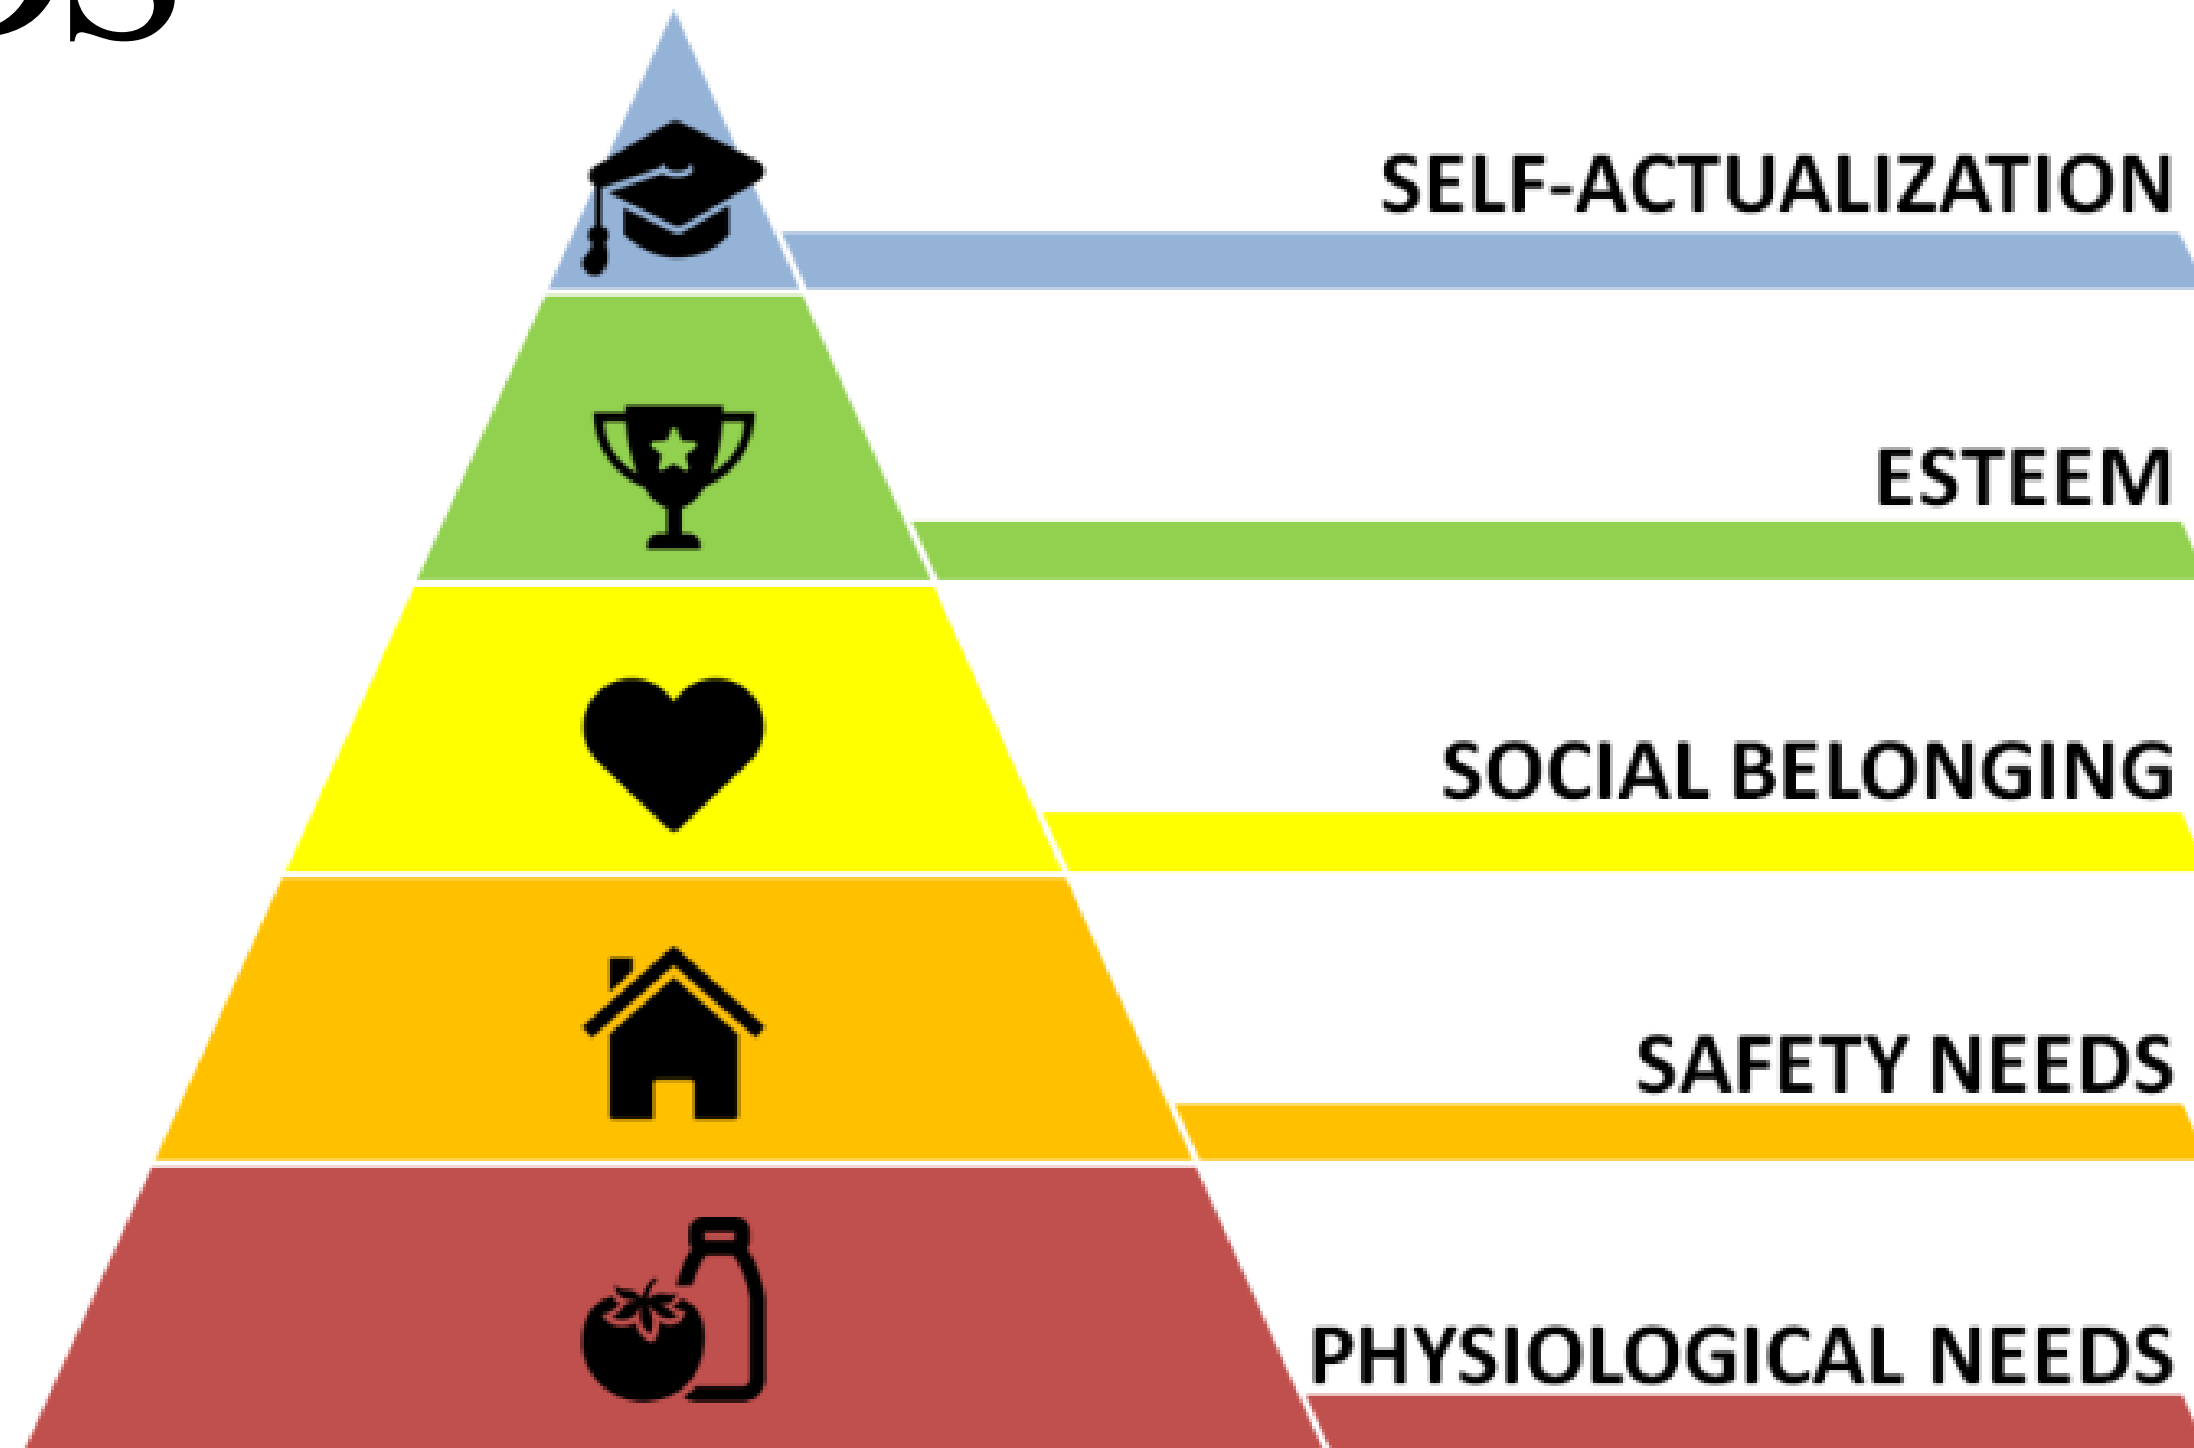 SELF-ACTUALIZATION
ESTEEM
SOCIAL BELONGING
SAFETY NEEDS
PHYSIOLOGICAL NEEDS